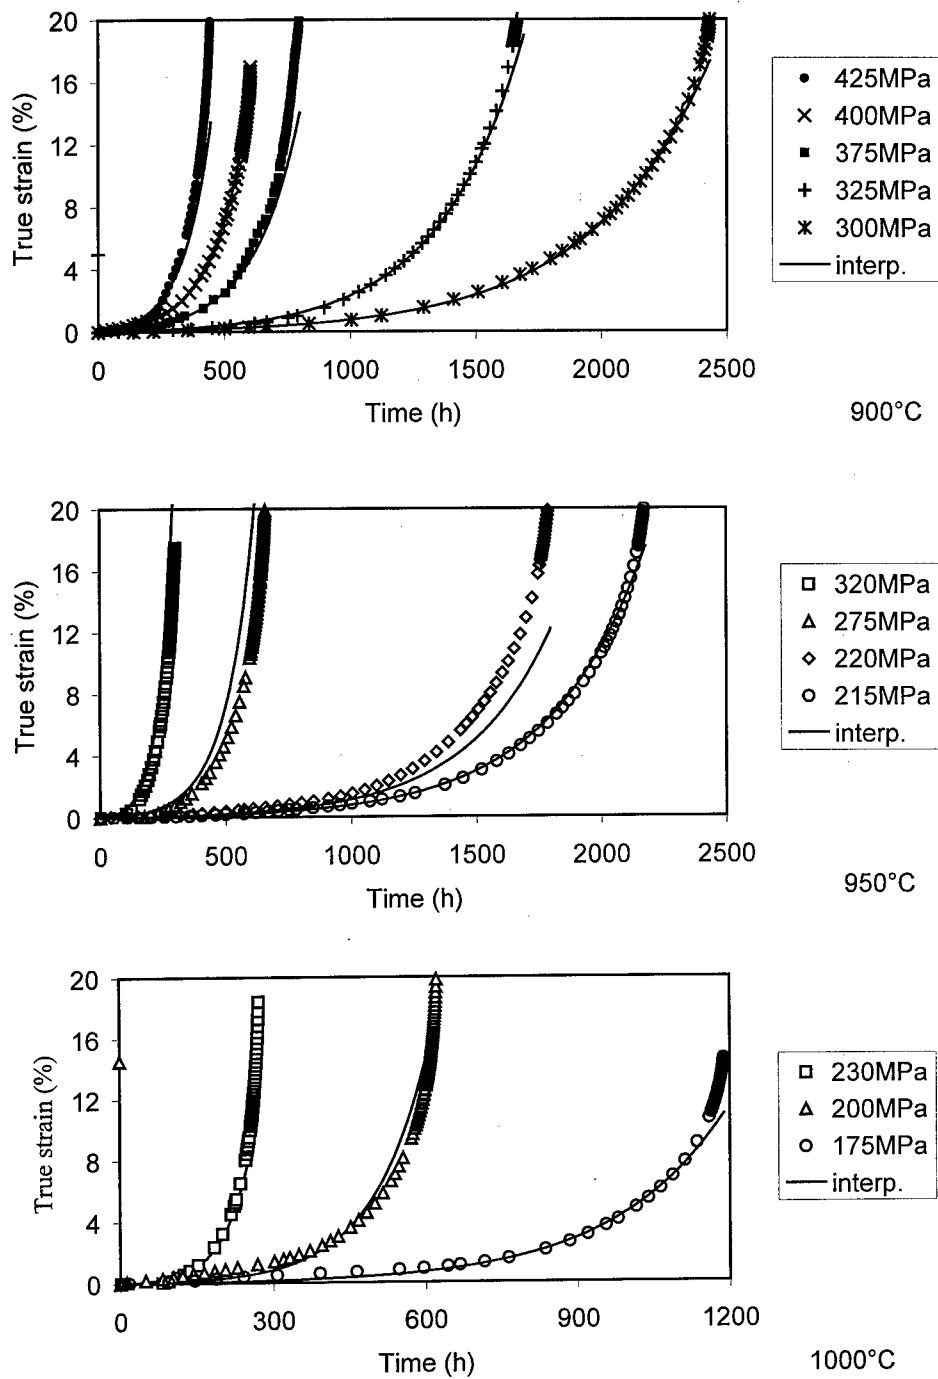 20
16
12
8
4
0
True strain (%)
0 500 1000 1500 2000 2500
Time (h)
425MPa
400MPa
375MPa
325MPa
300MPa
interp.
900°C
20
16
12
8
4
0
True strain (%)
0 500 1000 1500 2000 2500
Time (h)
320MPa
275MPa
220MPa
215MPa
interp.
950°C
20
16
12
8
4
0
True strain (%)
0 300 600 900 1200
Time (h)
230MPa
200MPa
175MPa
interp.
1000°C